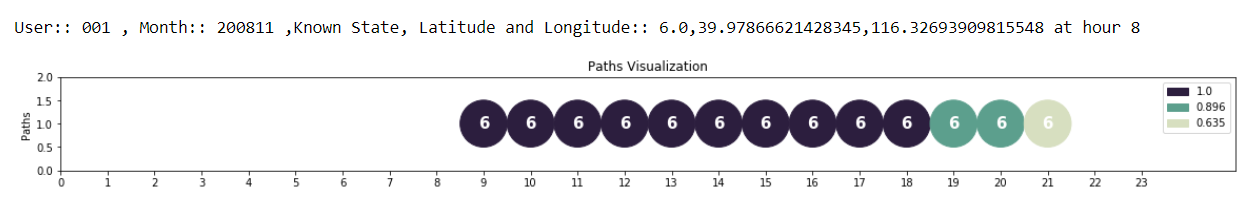 User:: 001 , Month:: 200811 ,Known State, Latitude and Longitude:: 6.0,39.97866621428345,116.32693909815548 at hour 8
Paths Visualization
2.0
1.5
1.0
0.5
0.0
Paths
6 6 6 6 6 6 6 6 6 6 6 6 6
1.0
0.896
0.635
0 1 2 3 4 5 6 7 8 9 10 11 12 13 14 15 16 17 18 19 20 21 22 23